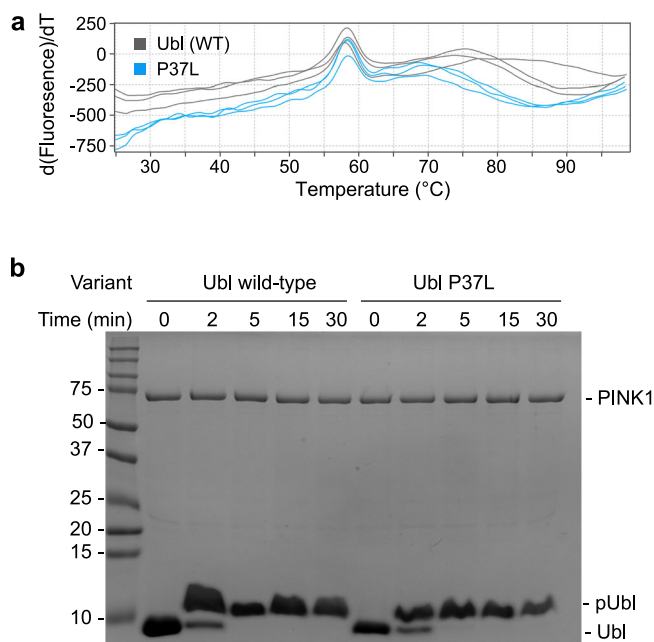 a
d(Fluoresence)/dT
250
0
-250
-500
-750
Ubl (WT)
P37L
30 40 50 60 70 80 90
Temperature (°C)
b
Variant Ubl wild-type Ubl P37L
Time (min) 0 2 5 15 30 0 2 5 15 30
75 -
50 -
37 -
25 -
20 -
15 -
10 -
- PINK1
- pUbl
- Ubl